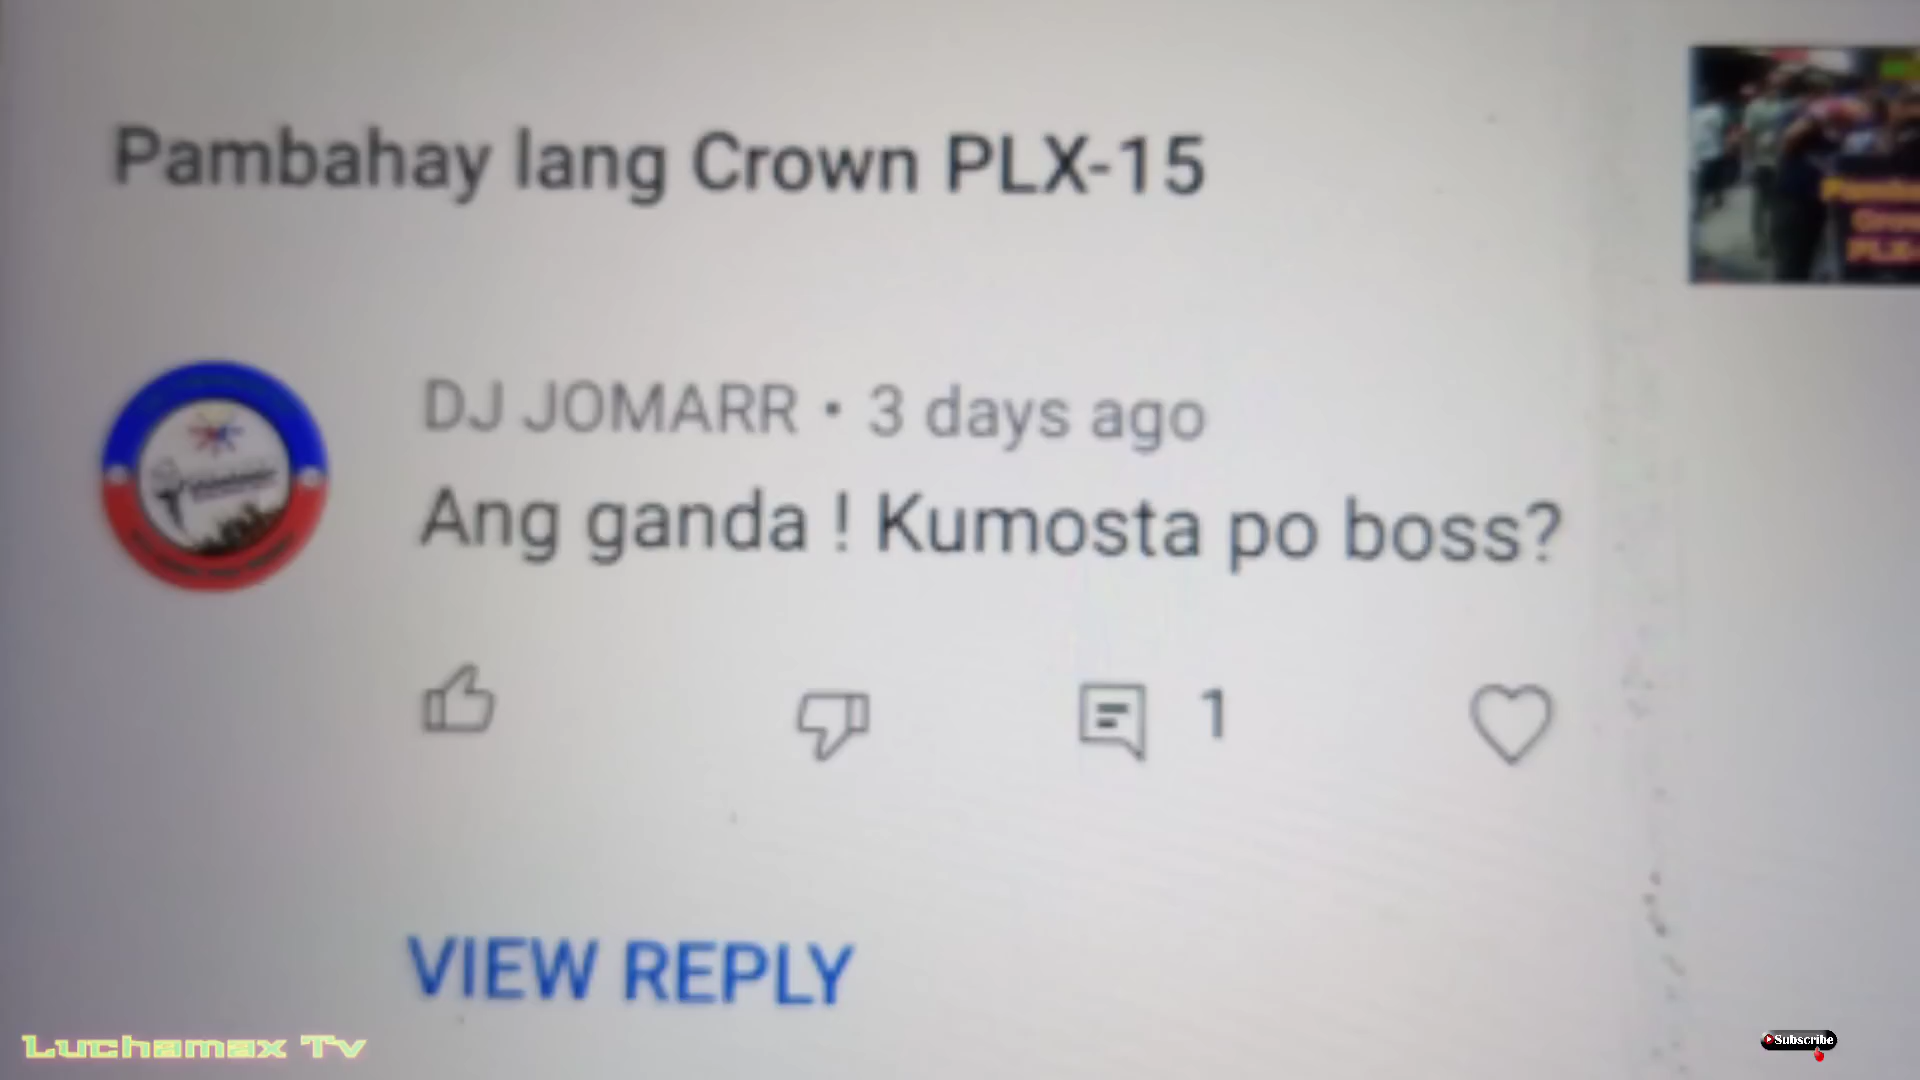 Pambahay lang Crown PLX-15
DJ JOMARR • 3 days ago
Ang ganda ! Kumosta po boss?
1
VIEW REPLY
Luchamax Tv
Subscribe